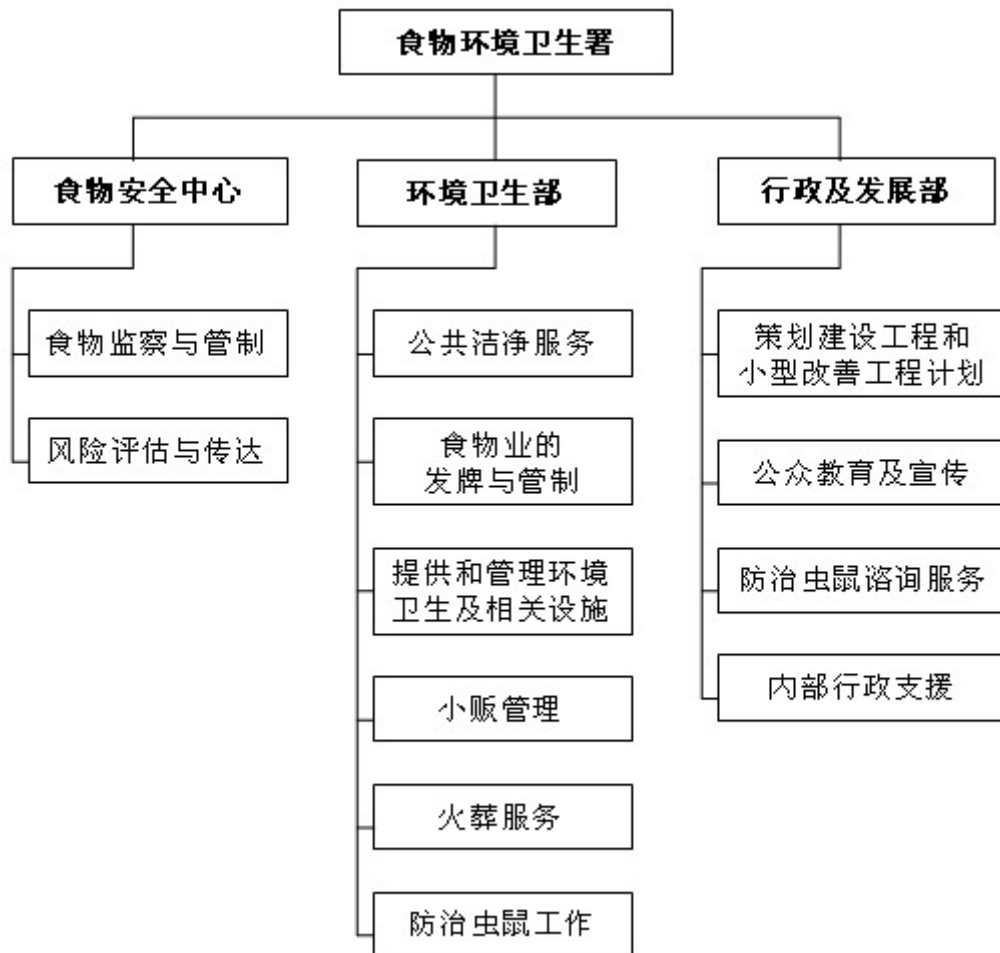 食物环境卫生署
食物安全中心
环境卫生部
行政及发展部
食物监察与管制
风险评估与传达
公共洁净服务
食物业的
发牌与管制
提供和管理环境
卫生及相关设施
小贩管理
火葬服务
防治虫鼠工作
策划建设工程和
小型改善工程计划
公众教育及宣传
防治虫鼠谘询服务
内部行政支援